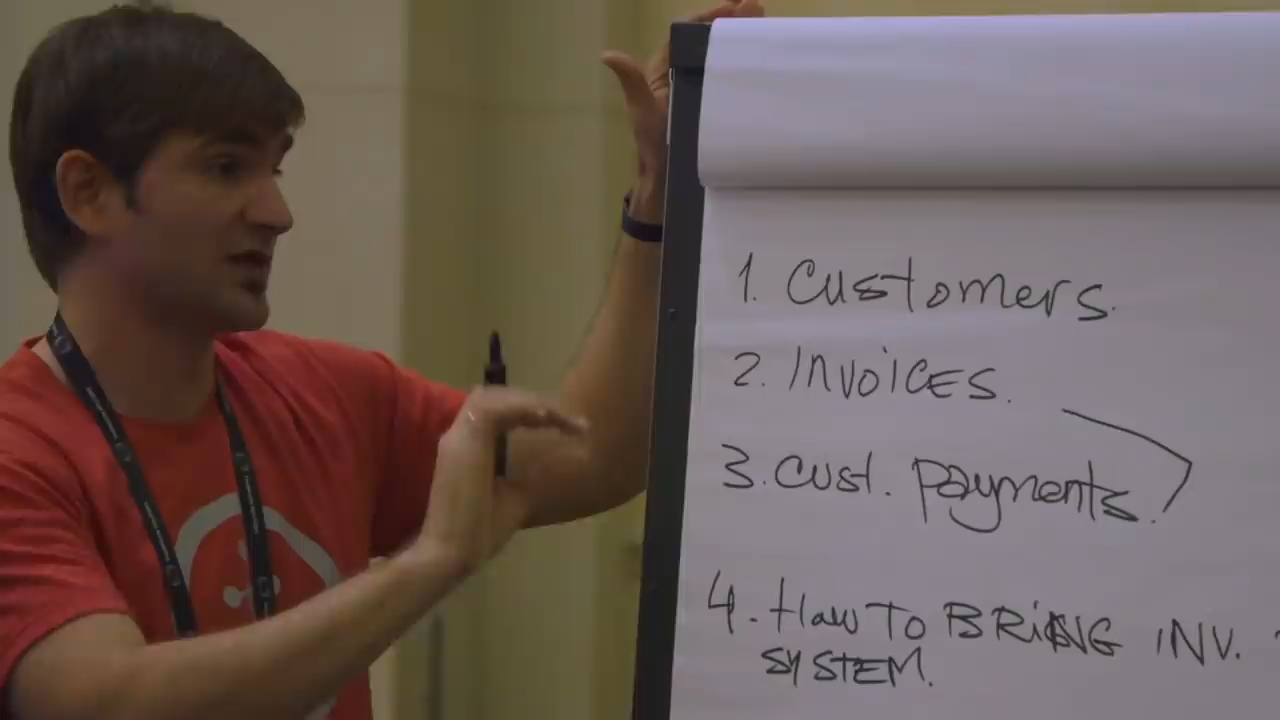 1. Customers.
2. INVOICES.
3. Cust. payments.
4. How To BRiNG INV.
SYSTEM.